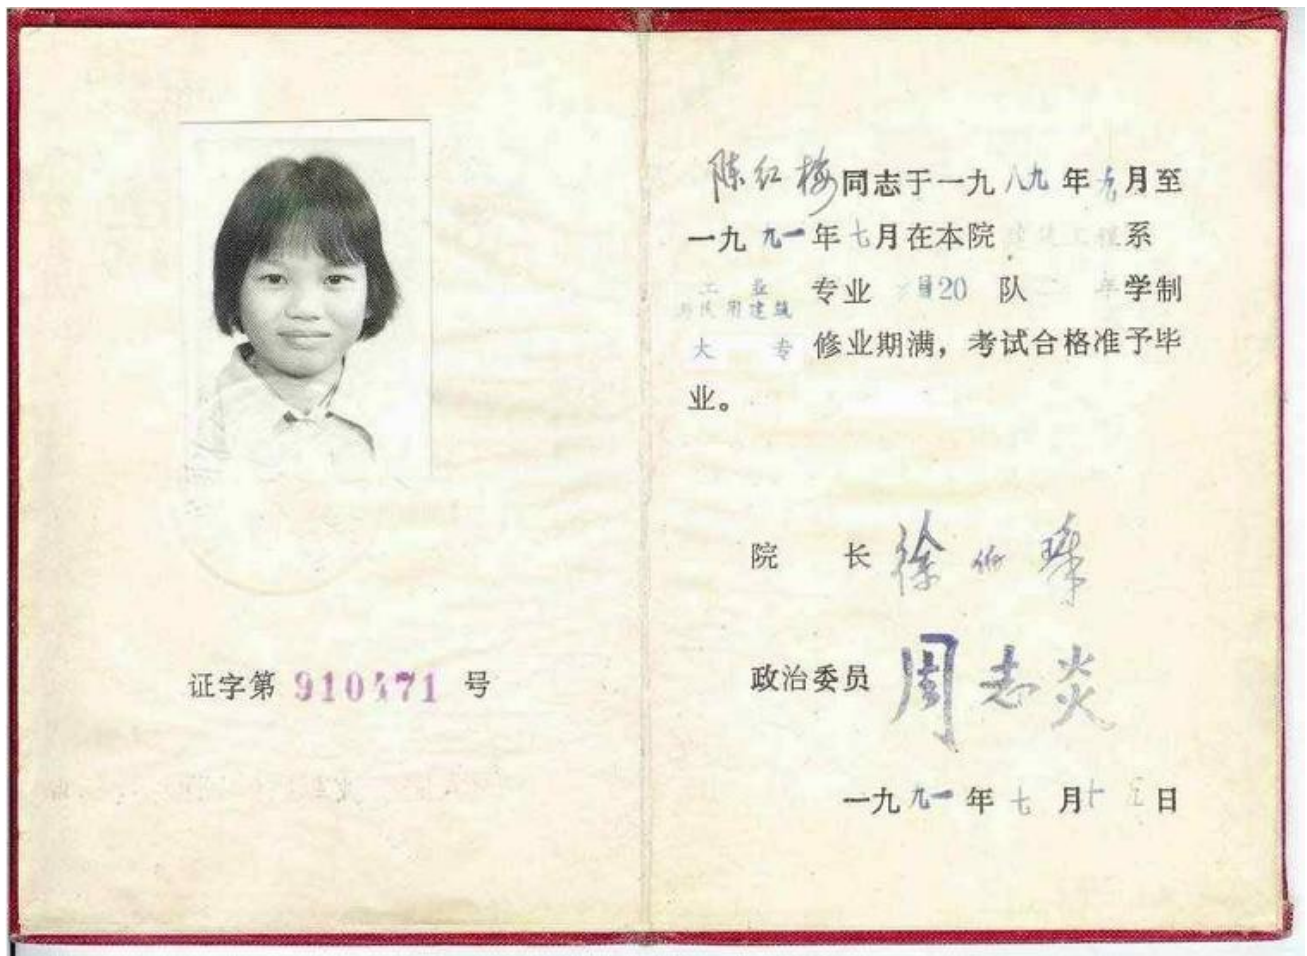 证字第 910471 号
陈红梅同志于一九八九年九月至
一九九一年七月在本院建筑工程系
工业
与民用建筑
专业 20 队二年学制
大专 修业期满，考试合格准予毕
业。
院长 徐
政治委员 周志炎
一九九一年七月十五日